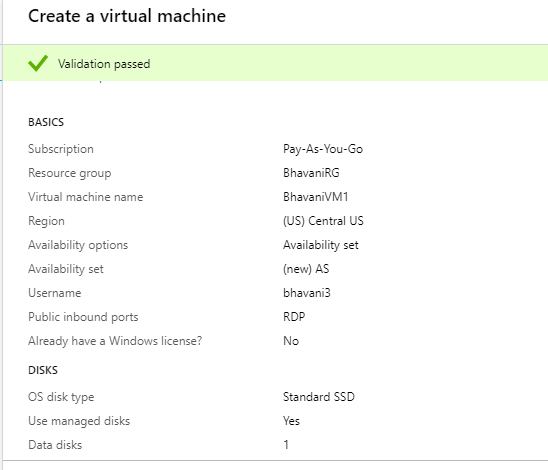 Create a virtual machine
Validation passed
BASICS
Subscription Pay-As-You-Go
Resource group BhavaniRG
Virtual machine name BhavaniVM1
Region (US) Central US
Availability options Availability set
Availability set (new) AS
Username bhavani3
Public inbound ports RDP
Already have a Windows license? No
DISKS
OS disk type Standard SSD
Use managed disks Yes
Data disks 1